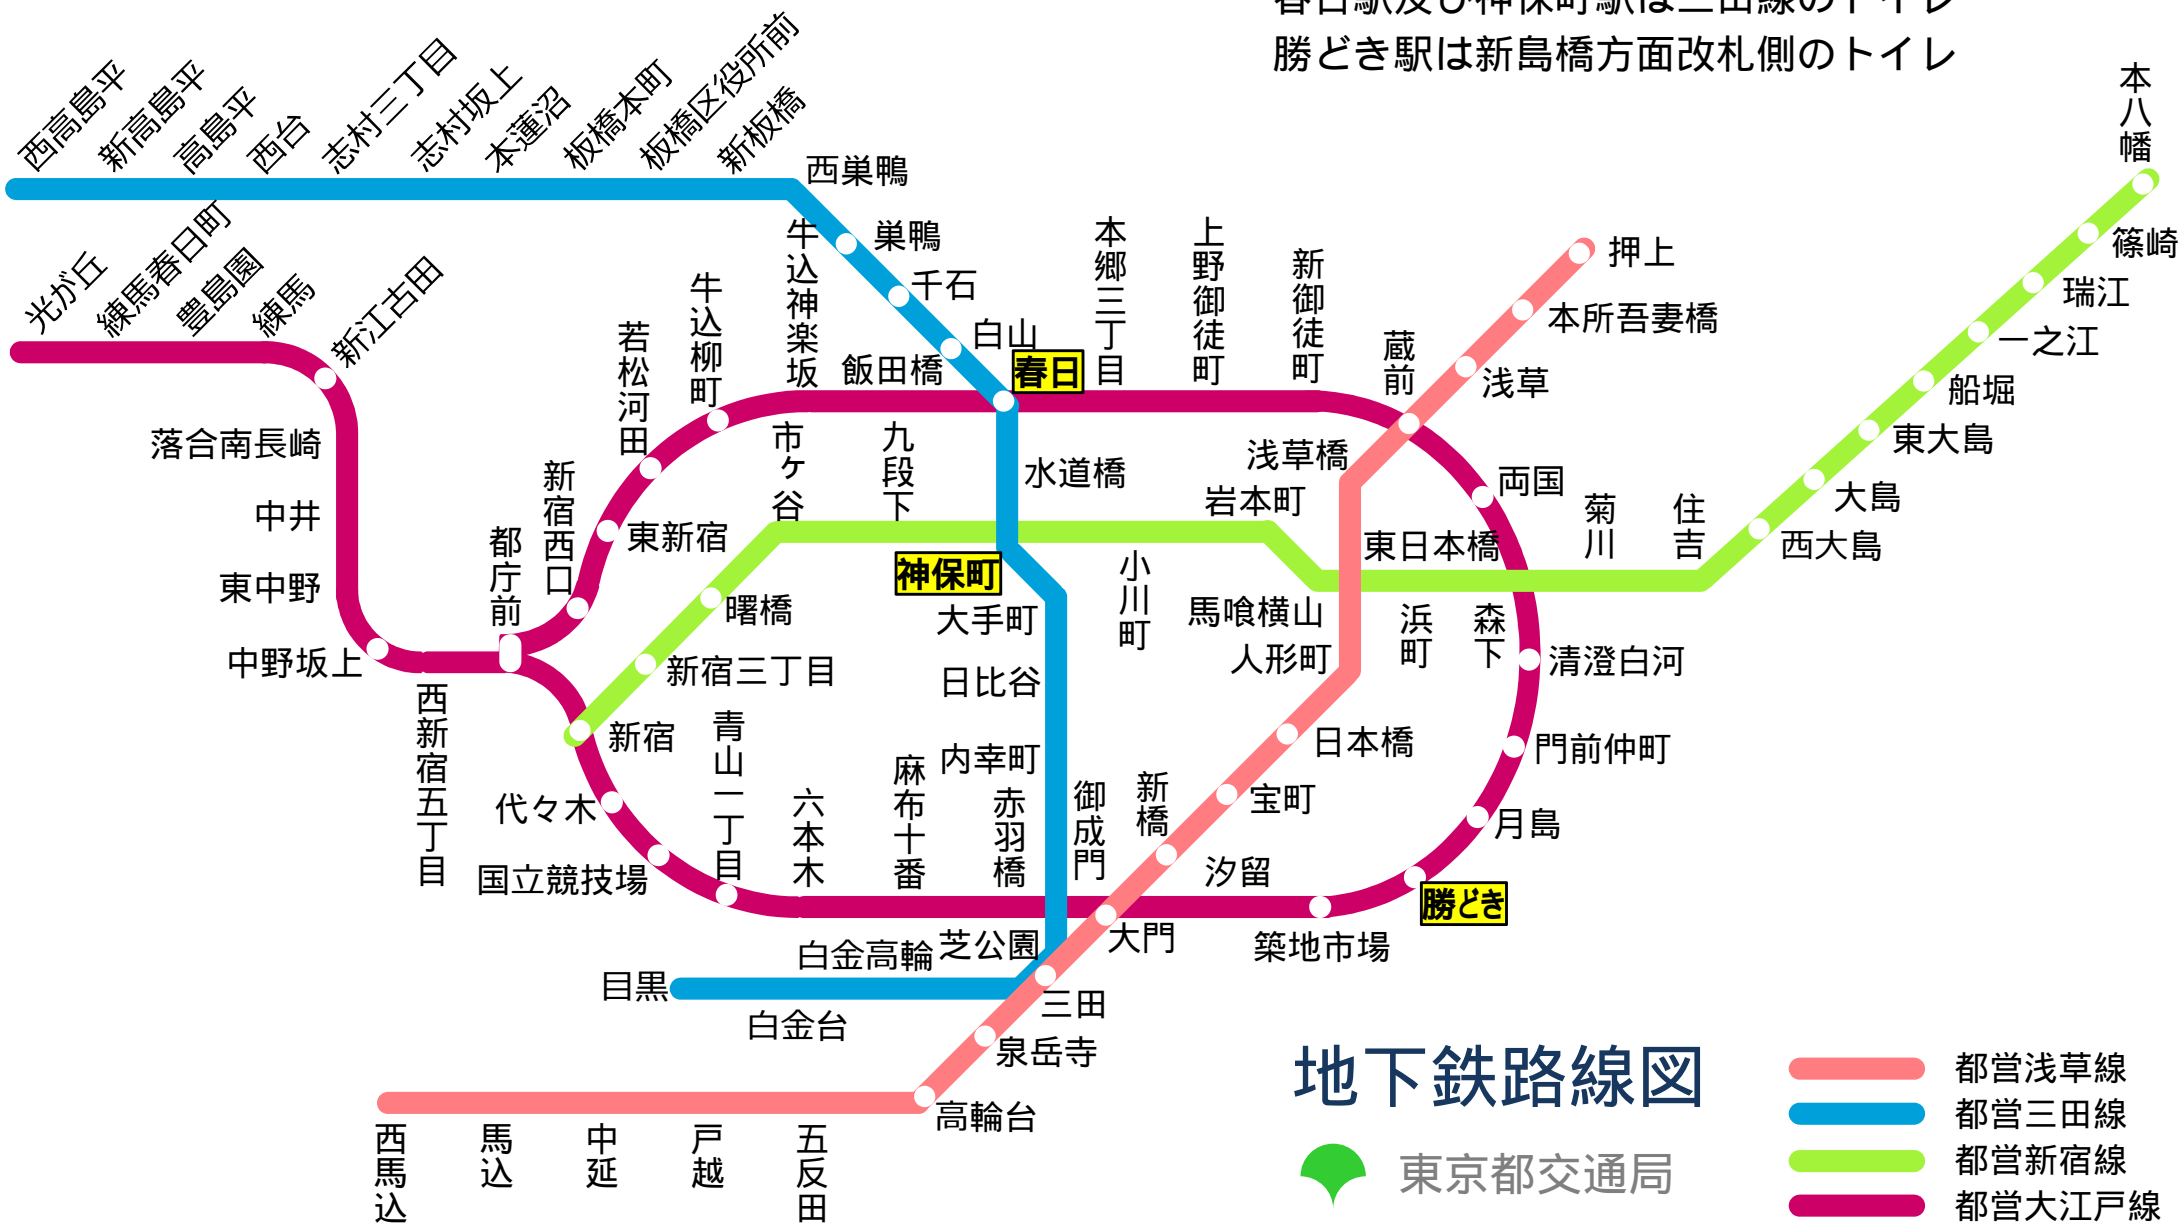 春日駅及び神保町駅は三田線のトイレ
勝どき駅は新島橋方面改札側のトイレ
西高島平
新高島平
高島平
西台
志村三丁目
志村坂上
本蓮沼
板橋本町
板橋区役所前
新板橋
西巣鴨
巣鴨
千石
白山
春日
水道橋
神保町
大手町
日比谷
内幸町
御成門
芝公園
三田
白金高輪
白金台
目黒
光が丘
練馬春日町
豊島園
練馬
新江古田
落合南長崎
中井
東中野
中野坂上
西新宿五丁目
都庁前
新宿西口
東新宿
若松河田
牛込柳町
牛込神楽坂
飯田橋
本郷三丁目
上野御徒町
新御徒町
蔵前
両国
森下
清澄白河
門前仲町
月島
勝どき
築地市場
汐留
大門
赤羽橋
麻布十番
六本木
青山一丁目
国立競技場
代々木
新宿
新宿三丁目
曙橋
市ヶ谷
九段下
小川町
岩本町
馬喰横山
浜町
菊川
住吉
西大島
大島
東大島
船堀
一之江
瑞江
篠崎
本八幡
押上
本所吾妻橋
浅草
浅草橋
東日本橋
人形町
日本橋
宝町
新橋
泉岳寺
高輪台
五反田
戸越
中延
馬込
西馬込
地下鉄路線図
東京都交通局
都営浅草線
都営三田線
都営新宿線
都営大江戸線